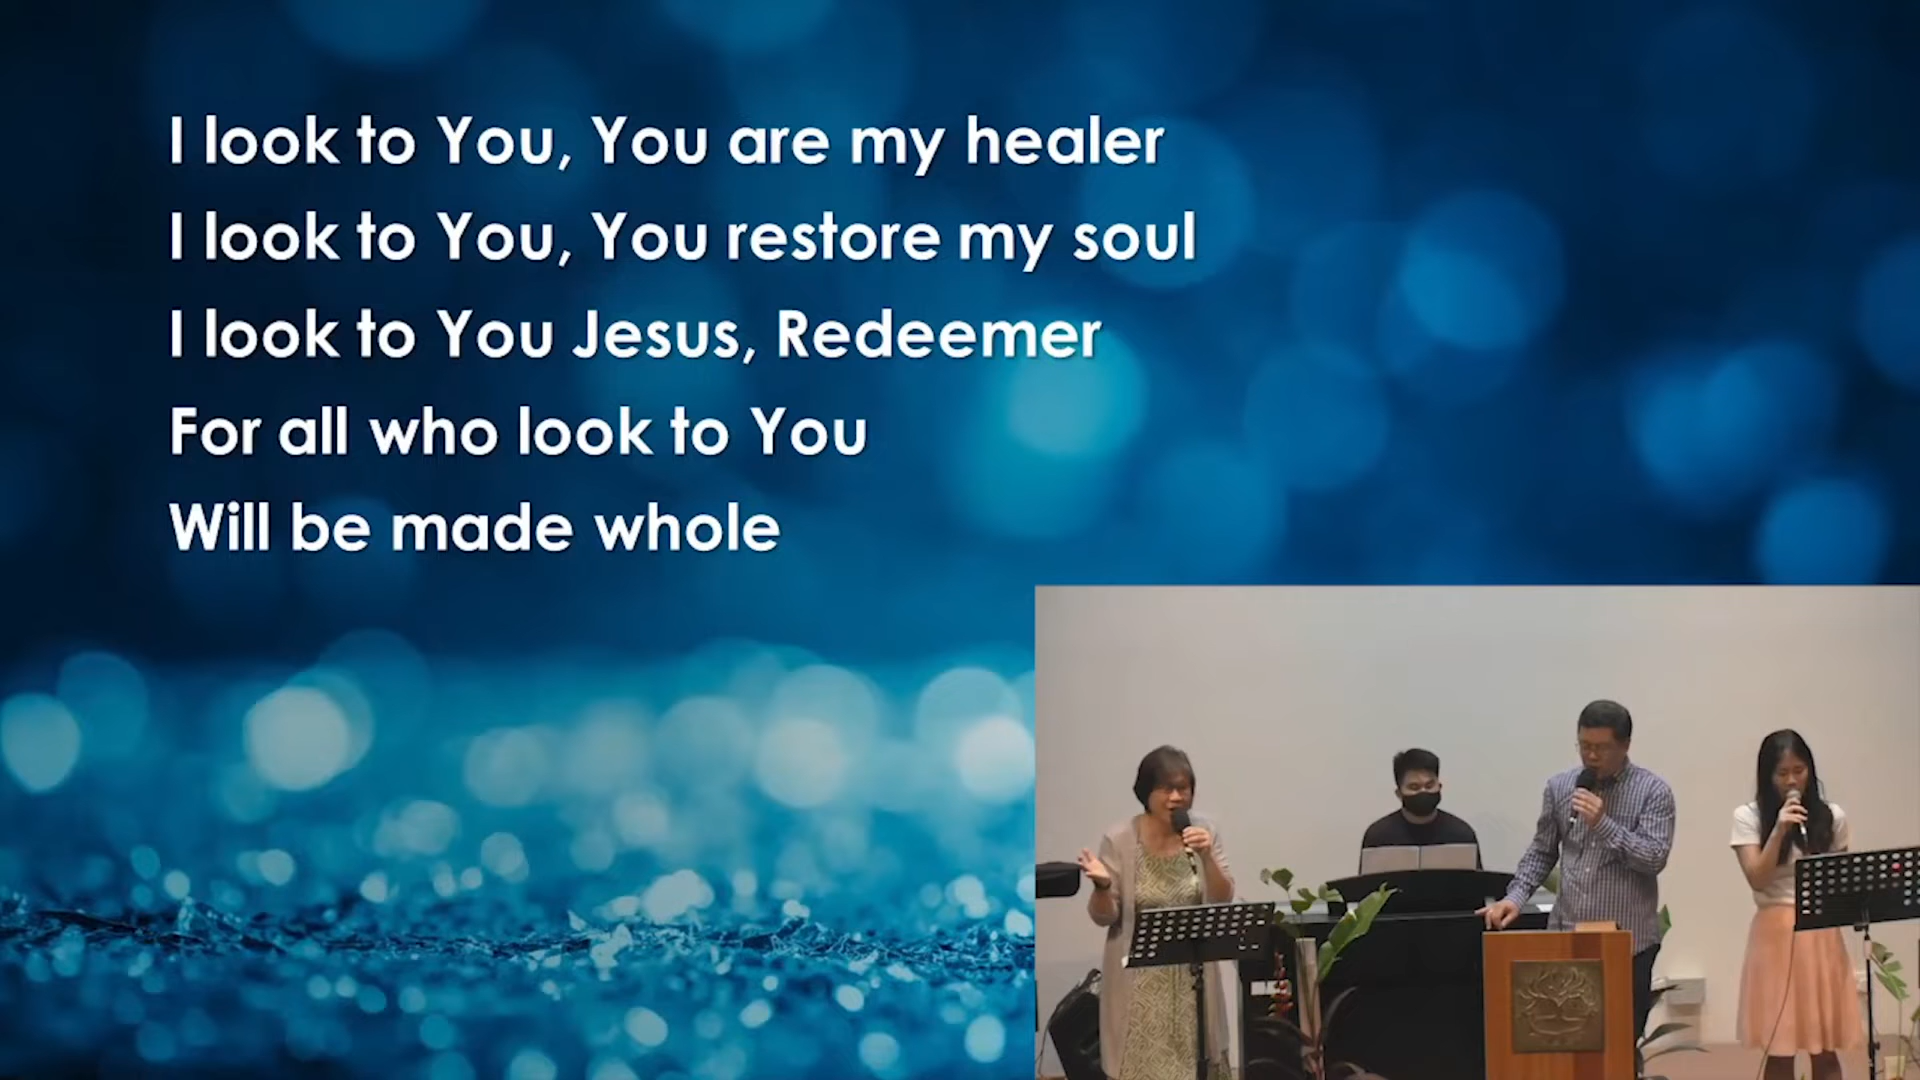 I look to You, You are my healer
I look to You, You restore my soul
I look to You Jesus, Redeemer
For all who look to You
Will be made whole